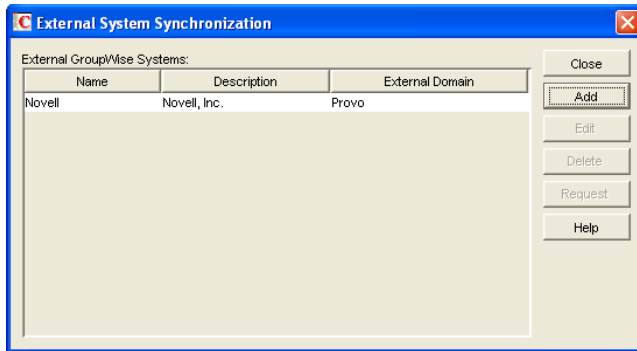 C External System Synchronization
External GroupWise Systems:
Name Description External Domain
Novell Novell, Inc. Provo
Close
Add
Edit
Delete
Request
Help